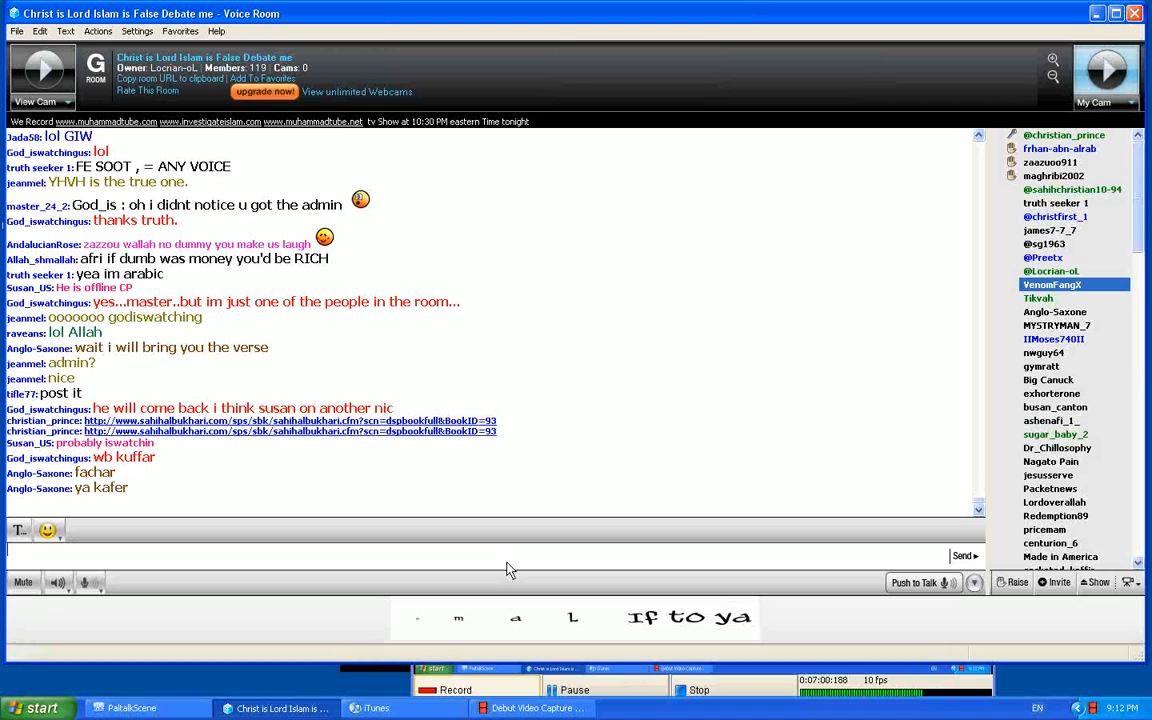 Christ is Lord Islam is False Debate me - Voice Room
File Edit Text Actions Settings Favorites Help
View Cam
G
ROOM
Christ is Lord Islam is False Debate me
Owner: Locrian-oL | Members: 119 | Cams: 0
Copy room URL to clipboard | Add To Favorites
Rate This Room
upgrade now! View unlimited Webcams
My Cam
We Record www.muhammadtube.com www.investigateislam.com www.muhammadtube.net tv Show at 10:30 PM eastern Time tonight
Jada58: lol GIW
God_iswatchingus: lol
truth seeker 1: FE SOOT , = ANY VOICE
jeanmel: YHVH is the true one.
master_24_2: God_is : oh i didnt notice u got the admin
God_iswatchingus: thanks truth.
AndalucianRose: zazzou wallah no dummy you make us laugh
Allah_shmallah: afri if dumb was money you'd be RICH
truth seeker 1: yea im arabic
Susan_US: He is offline CP
God_iswatchingus: yes...master..but im just one of the people in the room...
jeanmel: ooooooo godiswatching
raveans: lol Allah
Anglo-Saxone: wait i will bring you the verse
jeanmel: admin?
jeanmel: nice
tifle77: post it
God_iswatchingus: he will come back i think susan on another nic
christian_prince: http://www.sahihalbukhari.com/sps/sbk/sahihalbukhari.cfm?scn=dspbookfull&BookID=93
christian_prince: http://www.sahihalbukhari.com/sps/sbk/sahihalbukhari.cfm?scn=dspbookfull&BookID=93
Susan_US: probably iswatchin
God_iswatchingus: wb kuffar
Anglo-Saxone: fachar
Anglo-Saxone: ya kafer
@christian_prince
frhan-abn-alrab
zaazuoo911
maghribi2002
@sahihchristian10-94
truth seeker 1
@christfirst_1
james7-7_7
@sg1963
@Preetx
@Locrian-oL
VenomFangX
Tikvah
Anglo-Saxone
MYSTRYMAN_7
IIMoses740II
nwguy64
gymratt
Big Canuck
exhorterone
busan_canton
ashenafi_1_
sugar_baby_2
Dr_Chillosophy
Nagato Pain
jesusserve
Packetnews
Lordoverallah
Redemption89
pricemam
centurion_6
Made in America
T...
Send
Mute
Push to Talk
Raise Invite Show
m a L If to ya
Record Pause Stop
0:07:00:188 10 fps
start
PaltalkScene
Christ is Lord Islam is ...
iTunes
Debut Video Capture ...
EN
9:12 PM